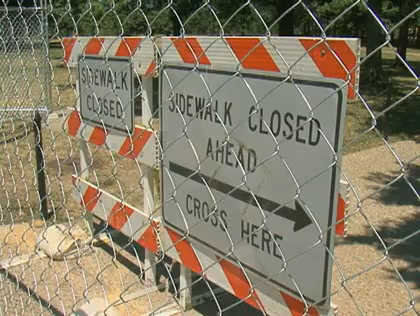 SIDEWALK
CLOSED
SIDEWALK CLOSED
AHEAD
CROSS HERE